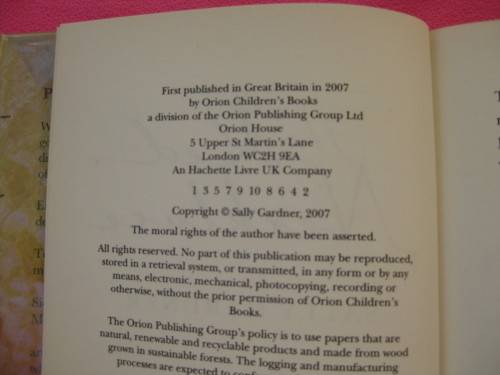 First published in Great Britain in 2007
by Orion Children's Books
a division of the Orion Publishing Group Ltd
Orion House
5 Upper St Martin's Lane
London WC2H 9EA
An Hachette Livre UK Company
1 3 5 7 9 10 8 6 4 2
Copyright © Sally Gardner, 2007
The moral rights of the author have been asserted.
All rights reserved. No part of this publication may be reproduced,
stored in a retrieval system, or transmitted, in any form or by any
means, electronic, mechanical, photocopying, recording or
otherwise, without the prior permission of Orion Children's
Books.
The Orion Publishing Group's policy is to use papers that are
natural, renewable and recyclable products and made from wood
grown in sustainable forests. The logging and manufacturing
processes are expected to